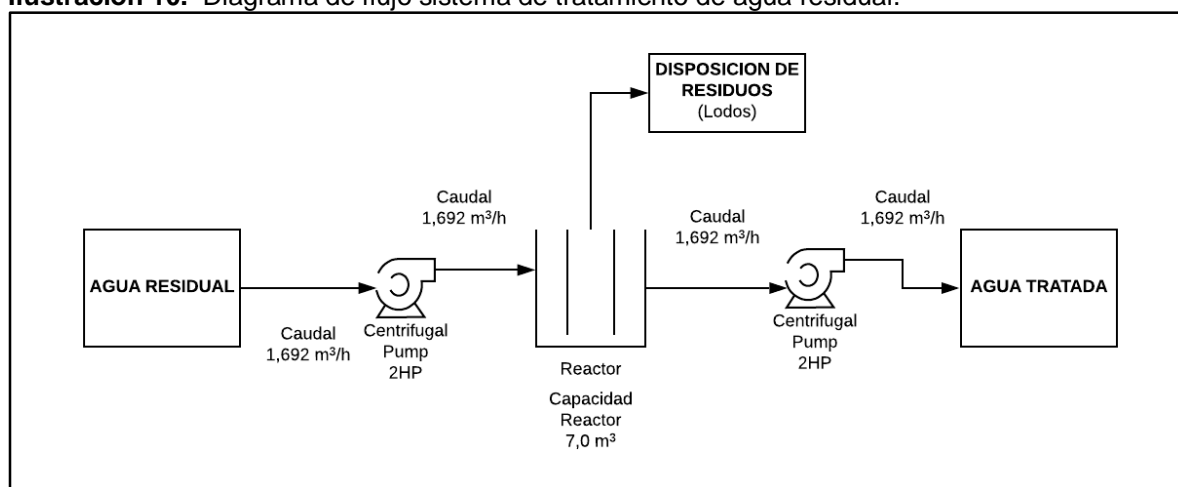 Ilustración 10. Diagrama de flujo sistema de tratamiento de agua residual.
DISPOSICION DE
RESIDUOS
(Lodos)
Caudal
1,692 m³/h
Caudal
1,692 m³/h
Caudal
1,692 m³/h
AGUA RESIDUAL
AGUA TRATADA
Caudal
1,692 m³/h
Centrifugal
Pump
2HP
Centrifugal
Pump
2HP
Reactor
Capacidad
Reactor
7,0 m³